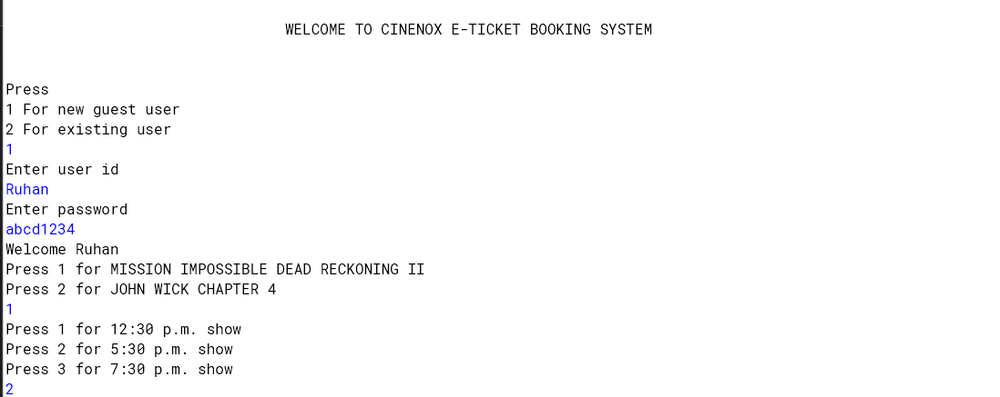 WELCOME TO CINENOX E-TICKET BOOKING SYSTEM
Press
1 For new guest user
2 For existing user
1
Enter user id
Ruhan
Enter password
abcd1234
Welcome Ruhan
Press 1 for MISSION IMPOSSIBLE DEAD RECKONING II
Press 2 for JOHN WICK CHAPTER 4
1
Press 1 for 12:30 p.m. show
Press 2 for 5:30 p.m. show
Press 3 for 7:30 p.m. show
2